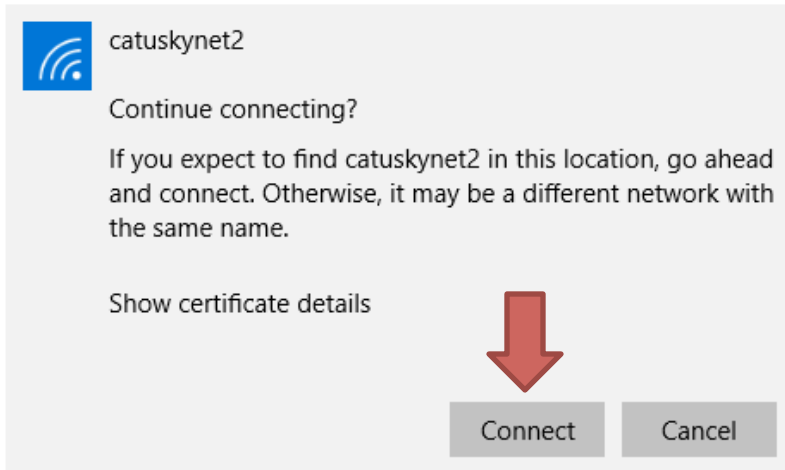 catuskynet2
Continue connecting?
If you expect to find catuskynet2 in this location, go ahead
and connect. Otherwise, it may be a different network with
the same name.
Show certificate details
Connect
Cancel